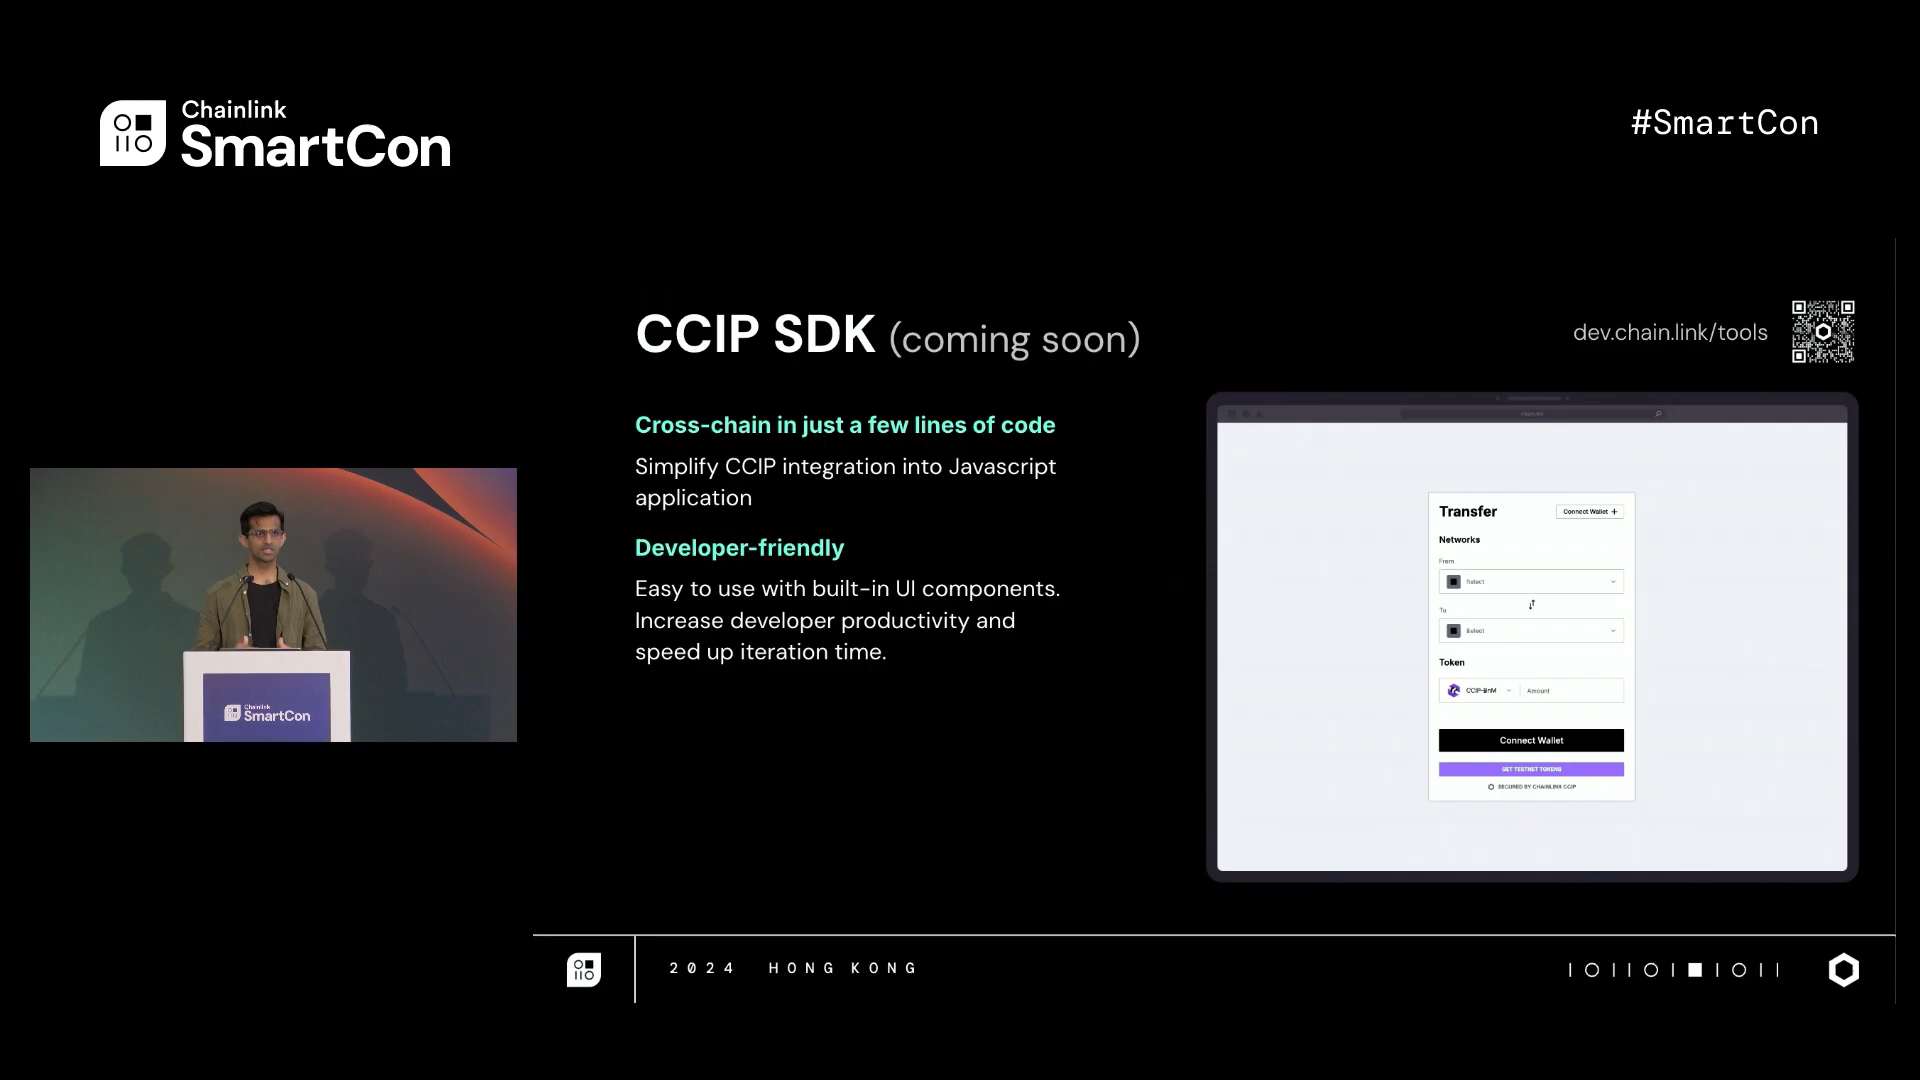 Chainlink
SmartCon
#SmartCon
CCIP SDK (coming soon)
dev.chain.link/tools
Cross-chain in just a few lines of code
Simplify CCIP integration into Javascript
application
Developer-friendly
Easy to use with built-in UI components.
Increase developer productivity and
speed up iteration time.
Transfer
Connect Wallet +
Networks
From
Select
To
Select
Token
CCIP-BnM
Amount
Connect Wallet
GET TESTNET TOKENS
SECURED BY CHAINLINK CCIP
Chainlink
SmartCon
2024 HONG KONG